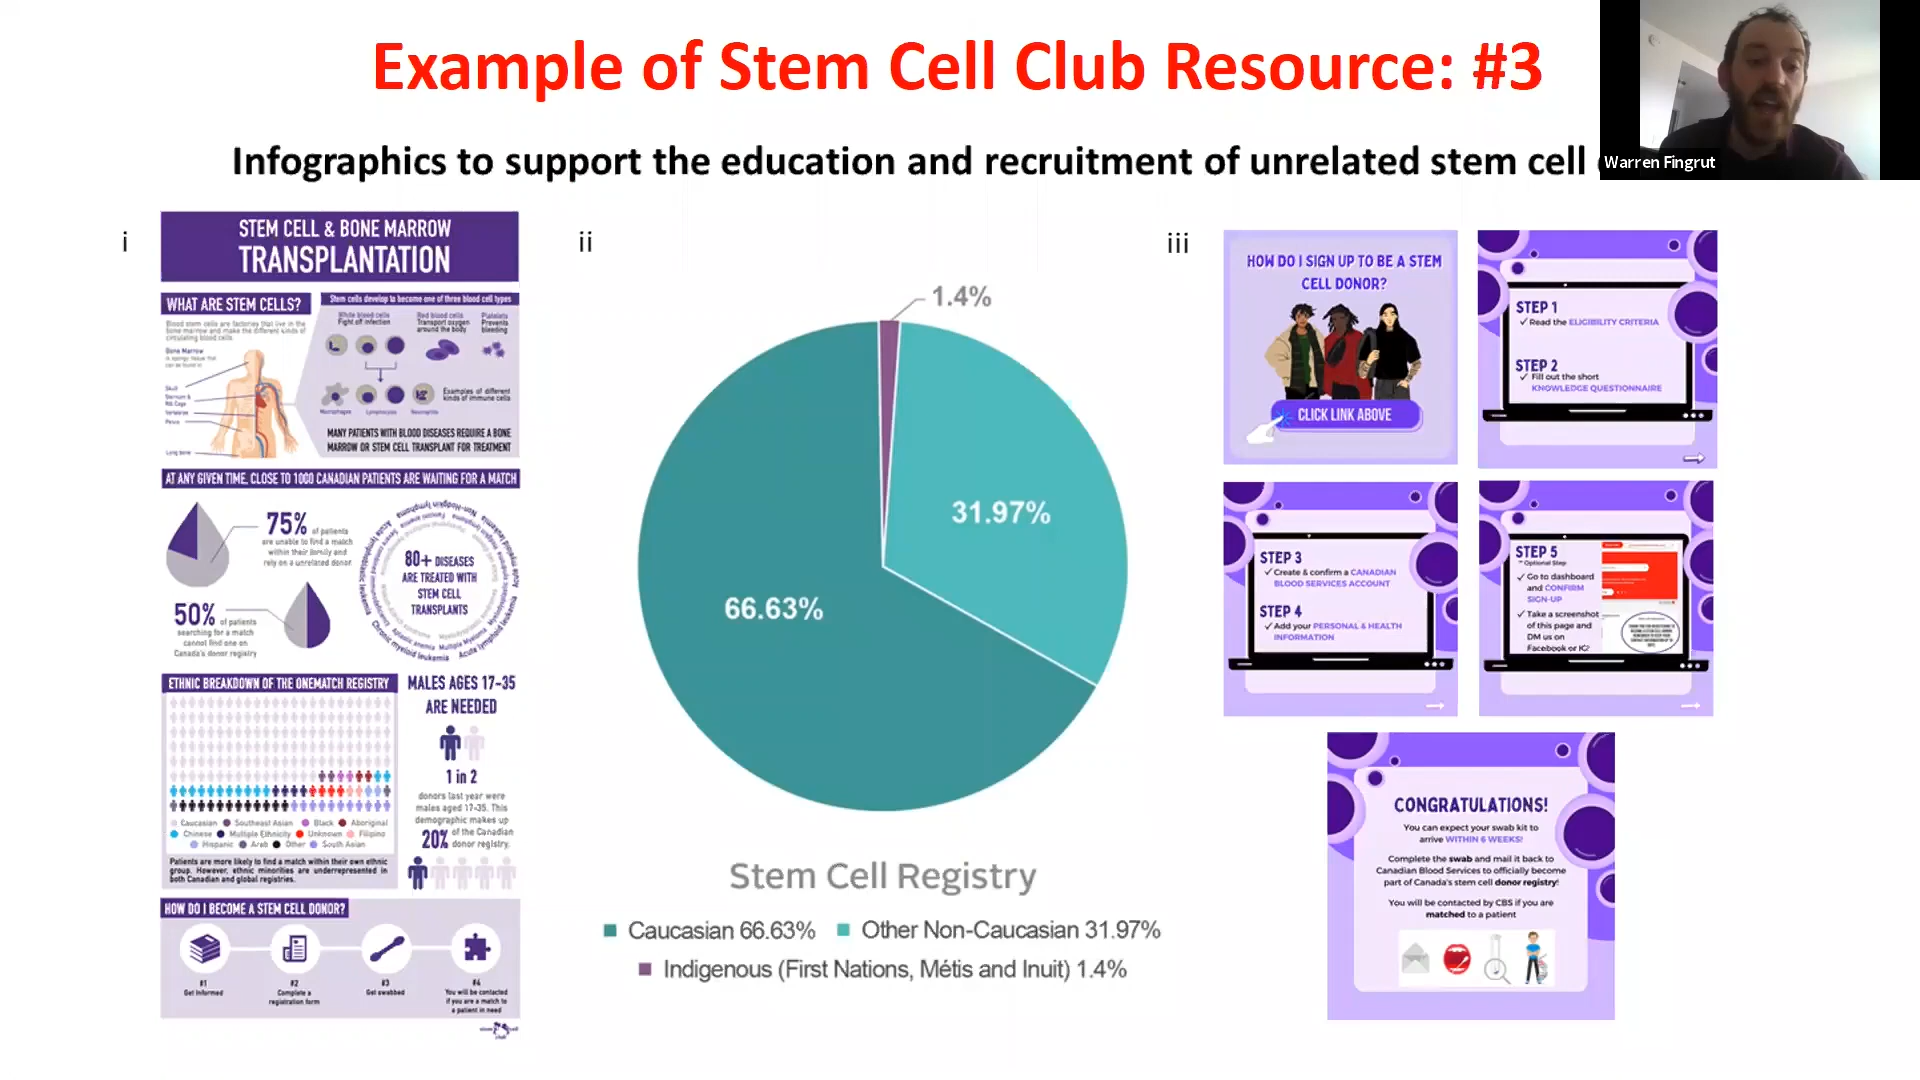 Example of Stem Cell Club Resource: #3
Warren Fingrut
Infographics to support the education and recruitment of unrelated stem cell
i
STEM CELL & BONE MARROW
TRANSPLANTATION
WHAT ARE STEM CELLS?
Blood stem cells are factories that live in the
bone marrow and make the different kinds of
circulating blood cells.
Bone Marrow
Skull
Sternum &
Rib Cage
Vertebrae
Pelvis
Long bone
Stem cells develop to become one of three blood cell types
White blood cells
Fight off infection
Red blood cells
Transport oxygen
around the body
Platelets
Prevents
bleeding
Examples of different
kinds of immune cells
Macrophages
Lymphocytes
Neutrophils
MANY PATIENTS WITH BLOOD DISEASES REQUIRE A BONE
MARROW OR STEM CELL TRANSPLANT FOR TREATMENT
AT ANY GIVEN TIME, CLOSE TO 1000 CANADIAN PATIENTS ARE WAITING FOR A MATCH
75% of patients
are unable to find a match
within their family and
rely on a unrelated donor
50% of patients
searching for a match
cannot find one on
Canada's donor registry
80+ DISEASES
ARE TREATED WITH
STEM CELL
TRANSPLANTS
ETHNIC BREAKDOWN OF THE ONEMATCH REGISTRY
Caucasian Southeast Asian Black Aboriginal
Chinese Multiple Ethnicity Unknown Filipino
Hispanic Arab Other South Asian
Patients are more likely to find a match within their own ethnic
group. However, ethnic minorities are underrepresented in
both Canadian and global registries.
MALES AGES 17-35
ARE NEEDED
1 in 2
donors last year were
males aged 17-35. This
demographic makes up
20% of the Canadian
donor registry.
HOW DO I BECOME A STEM CELL DONOR?
#1
Get Informed
#2
Complete a
registration form
#3
Get swabbed
#4
You will be contacted
if you are a match to
a patient in need
stem cell
club
ii
1.4%
31.97%
66.63%
Stem Cell Registry
Caucasian 66.63% Other Non-Caucasian 31.97%
Indigenous (First Nations, Métis and Inuit) 1.4%
iii
HOW DO I SIGN UP TO BE A STEM
CELL DONOR?
CLICK LINK ABOVE
STEP 1
✓ Read the ELIGIBILITY CRITERIA
STEP 2
✓ Fill out the short
KNOWLEDGE QUESTIONNAIRE
STEP 3
✓ Create & confirm a CANADIAN
BLOOD SERVICES ACCOUNT
STEP 4
✓ Add your PERSONAL & HEALTH
INFORMATION
STEP 5
** Optional Step
✓ Go to dashboard
and CONFIRM
SIGN-UP
✓ Take a screenshot
of this page and
DM us on
Facebook or IG!
CONGRATULATIONS!
You can expect your swab kit to
arrive WITHIN 6 WEEKS!
Complete the swab and mail it back to
Canadian Blood Services to officially become
part of Canada's stem cell donor registry!
You will be contacted by CBS if you are
matched to a patient